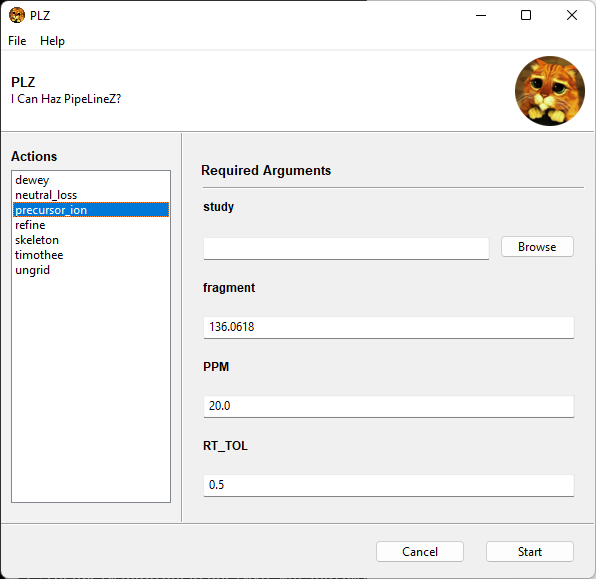 PLZ
File Help
PLZ
I Can Haz PipeLineZ?
Actions
dewey
neutral_loss
precursor_ion
refine
skeleton
timothee
ungrid
Required Arguments
study
Browse
fragment
136.0618
PPM
20.0
RT_TOL
0.5
Cancel Start